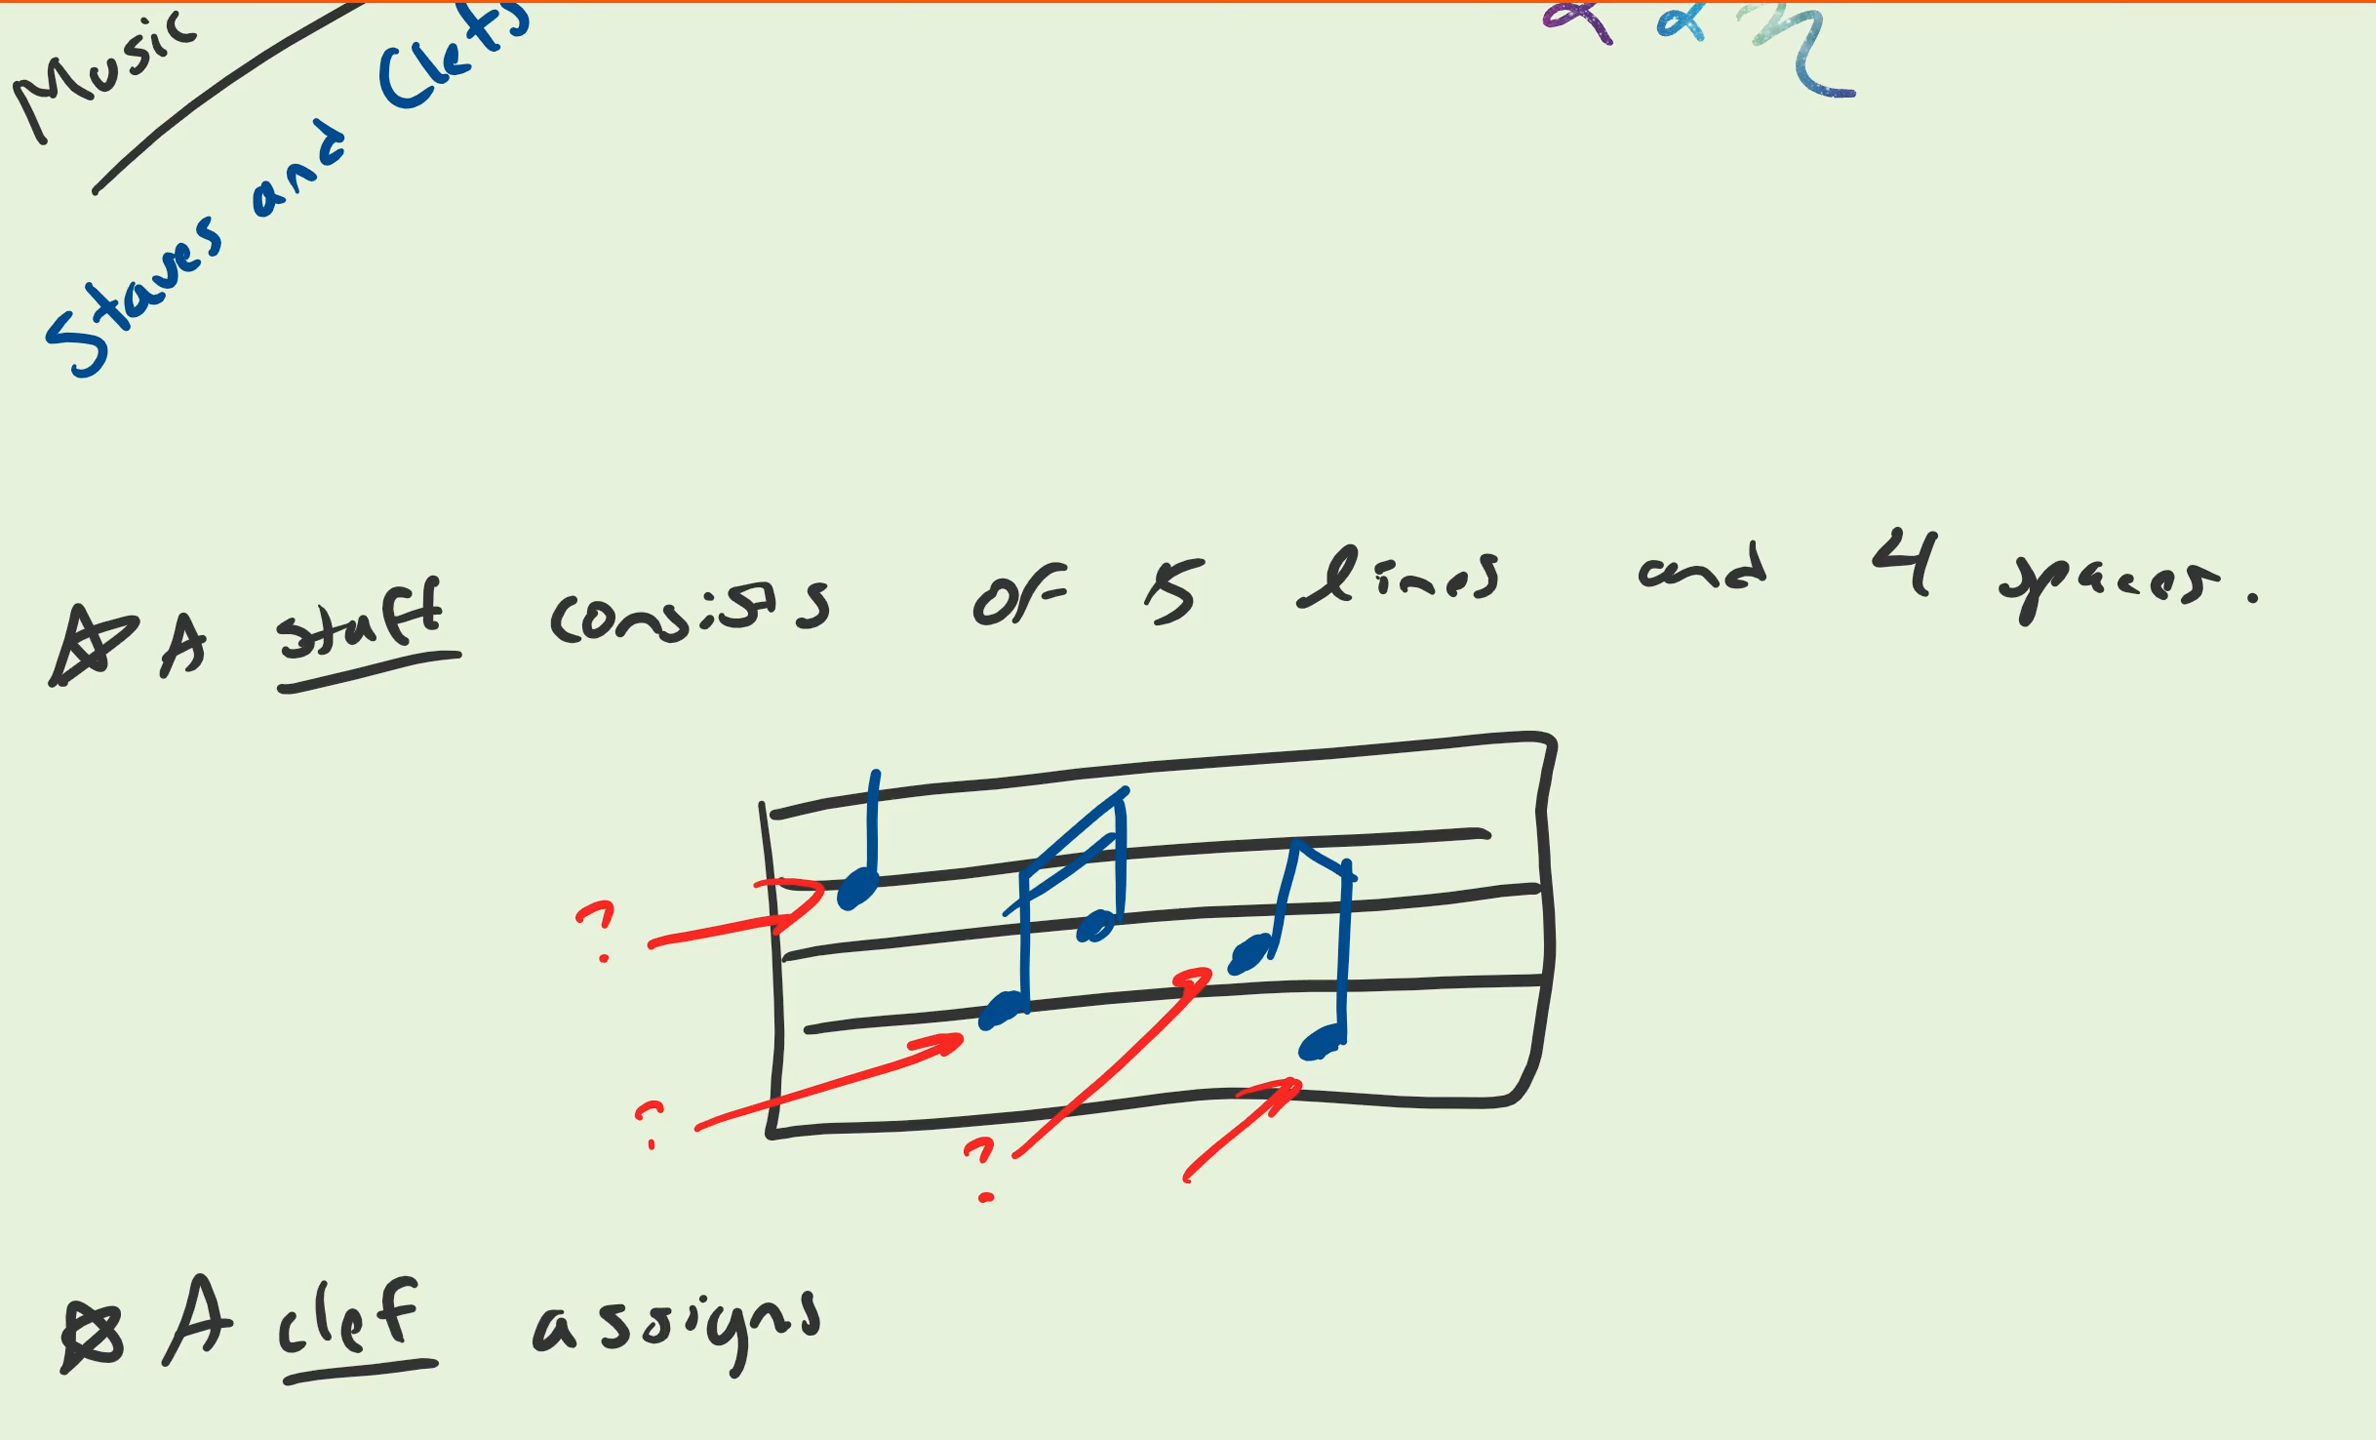 Music
Staves and Clefs
A staff consists of 5 lines and 4 spaces.
?
?
?
A clef assigns